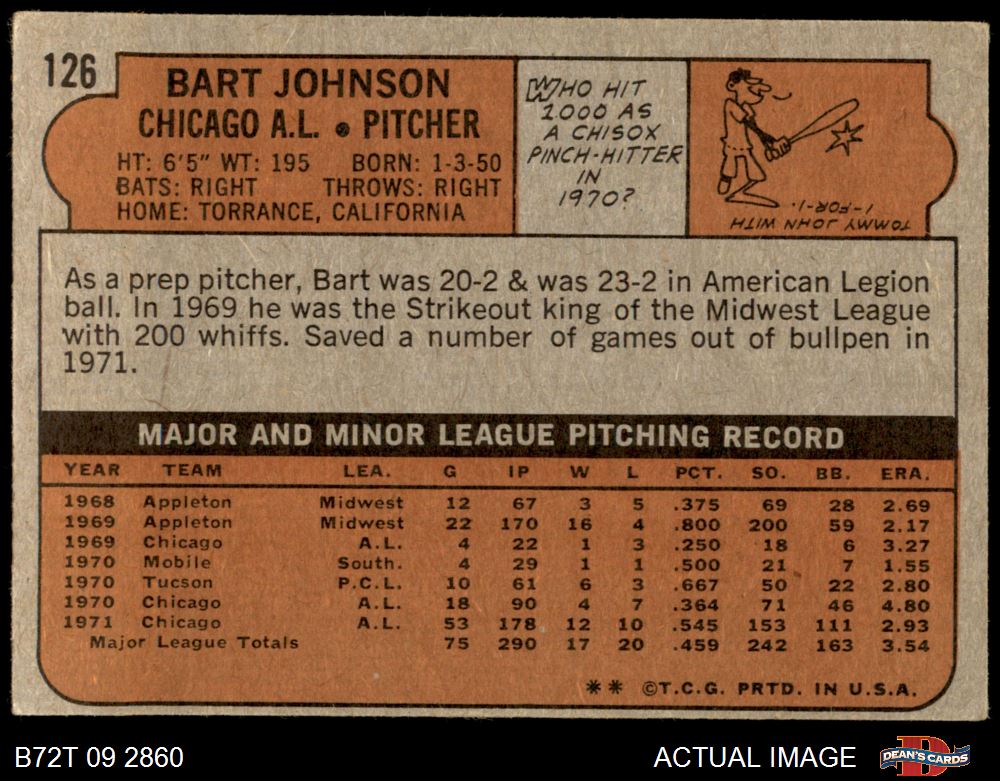 126
BART JOHNSON
CHICAGO A.L. • PITCHER
HT: 6'5" WT: 195 BORN: 1-3-50
BATS: RIGHT THROWS: RIGHT
HOME: TORRANCE, CALIFORNIA
WHO HIT
1000 AS
A CHISOX
PINCH-HITTER
IN
1970?
TOMMY JOHN WITH
1-FOR-1.
As a prep pitcher, Bart was 20-2 & was 23-2 in American Legion
ball. In 1969 he was the Strikeout king of the Midwest League
with 200 whiffs. Saved a number of games out of bullpen in
1971.
MAJOR AND MINOR LEAGUE PITCHING RECORD
YEAR TEAM LEA. G IP W L PCT. SO. BB. ERA.
1968 Appleton Midwest 12 67 3 5 .375 69 28 2.69
1969 Appleton Midwest 22 170 16 4 .800 200 59 2.17
1969 Chicago A.L. 4 22 1 3 .250 18 6 3.27
1970 Mobile South. 4 29 1 1 .500 21 7 1.55
1970 Tucson P.C.L. 10 61 6 3 .667 50 22 2.80
1970 Chicago A.L. 18 90 4 7 .364 71 46 4.80
1971 Chicago A.L. 53 178 12 10 .545 153 111 2.93
Major League Totals 75 290 17 20 .459 242 163 3.54
** ©T.C.G. PRTD. IN U.S.A.
B72T 09 2860
ACTUAL IMAGE
DEAN'S CARDS